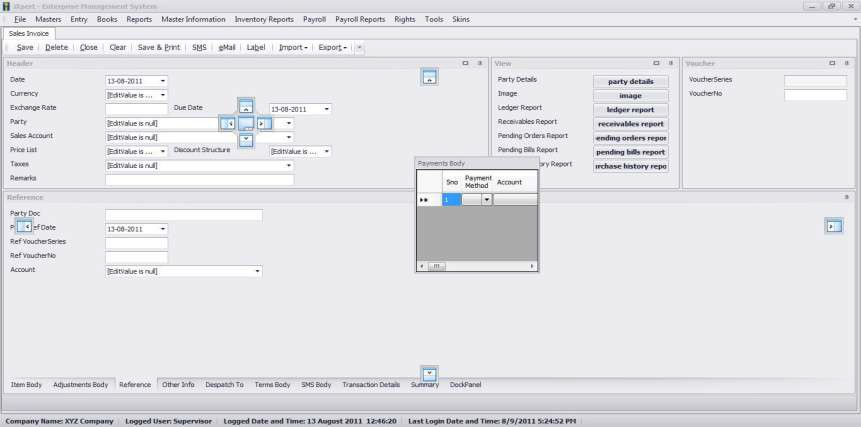 iXpert - Enterprise Management System
File Masters Entry Books Reports Master Information Inventory Reports Payroll Payroll Reports Rights Tools Skins
Sales Invoice
Save Delete Close Clear Save & Print SMS eMail Label Import Export
Header
Date 13-08-2011
Currency [EditValue is ...
Exchange Rate Due Date 13-08-2011
Party [EditValue is null]
Sales Account [EditValue is null]
Price List [EditValue is ... Discount Structure [EditValue is ...
Taxes [EditValue is null]
Remarks
View
Party Details party details
Image image
Ledger Report ledger report
Receivables Report receivables report
Pending Orders Report ending orders repor
Pending Bills Report pending bills report
ory Report rchase history repo
Voucher
VoucherSeries
VoucherNo
Payments Body
Sno Payment Method Account
1
Reference
Party Doc
ef Date 13-08-2011
Ref VoucherSeries
Ref VoucherNo
Account [EditValue is null]
Item Body Adjustments Body Reference Other Info Despatch To Terms Body SMS Body Transaction Details Summary DockPanel
Company Name: XYZ Company Logged User: Supervisor Logged Date and Time: 13 August 2011 12:46:20 Last Login Date and Time: 8/9/2011 5:24:52 PM